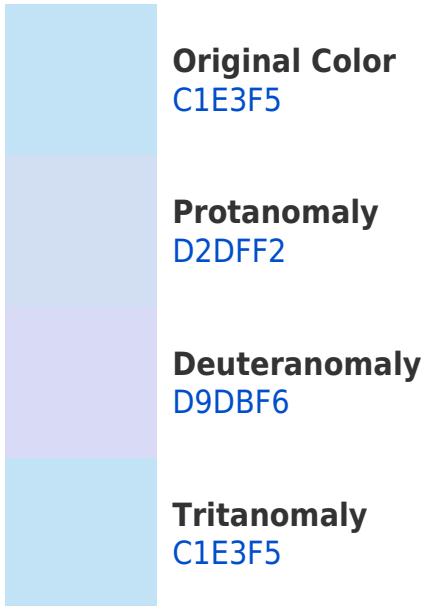 Original Color
C1E3F5
Protanomaly
D2DFF2
Deuteranomaly
D9DBF6
Tritanomaly
C1E3F5